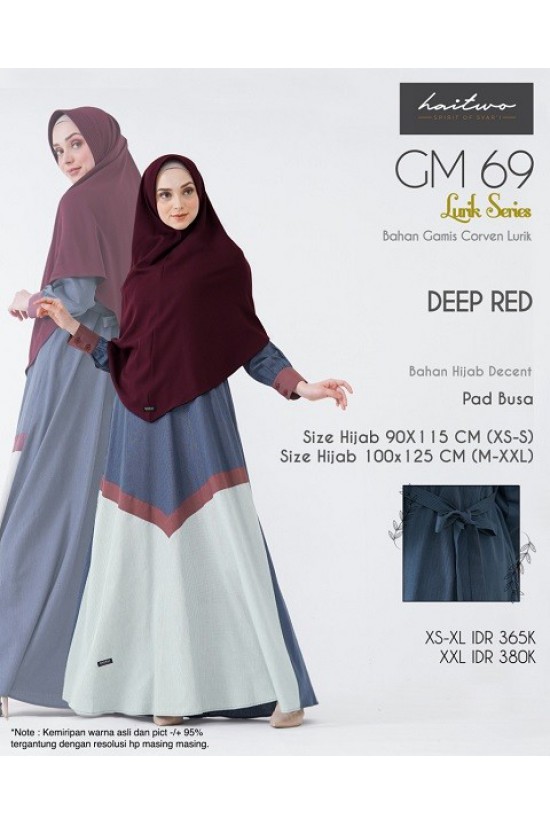 haitwo
SPIRIT OF SYAR'I
GM 69
Lurik Series
Bahan Gamis Corven Lurik
DEEP RED
Bahan Hijab Decent
Pad Busa
Size Hijab 90X115 CM (XS-S)
Size Hijab 100x125 CM (M-XXL)
XS-XL IDR 365K
XXL IDR 380K
*Note : Kemiripan warna asli dan pict -/+ 95%
tergantung dengan resolusi hp masing masing.